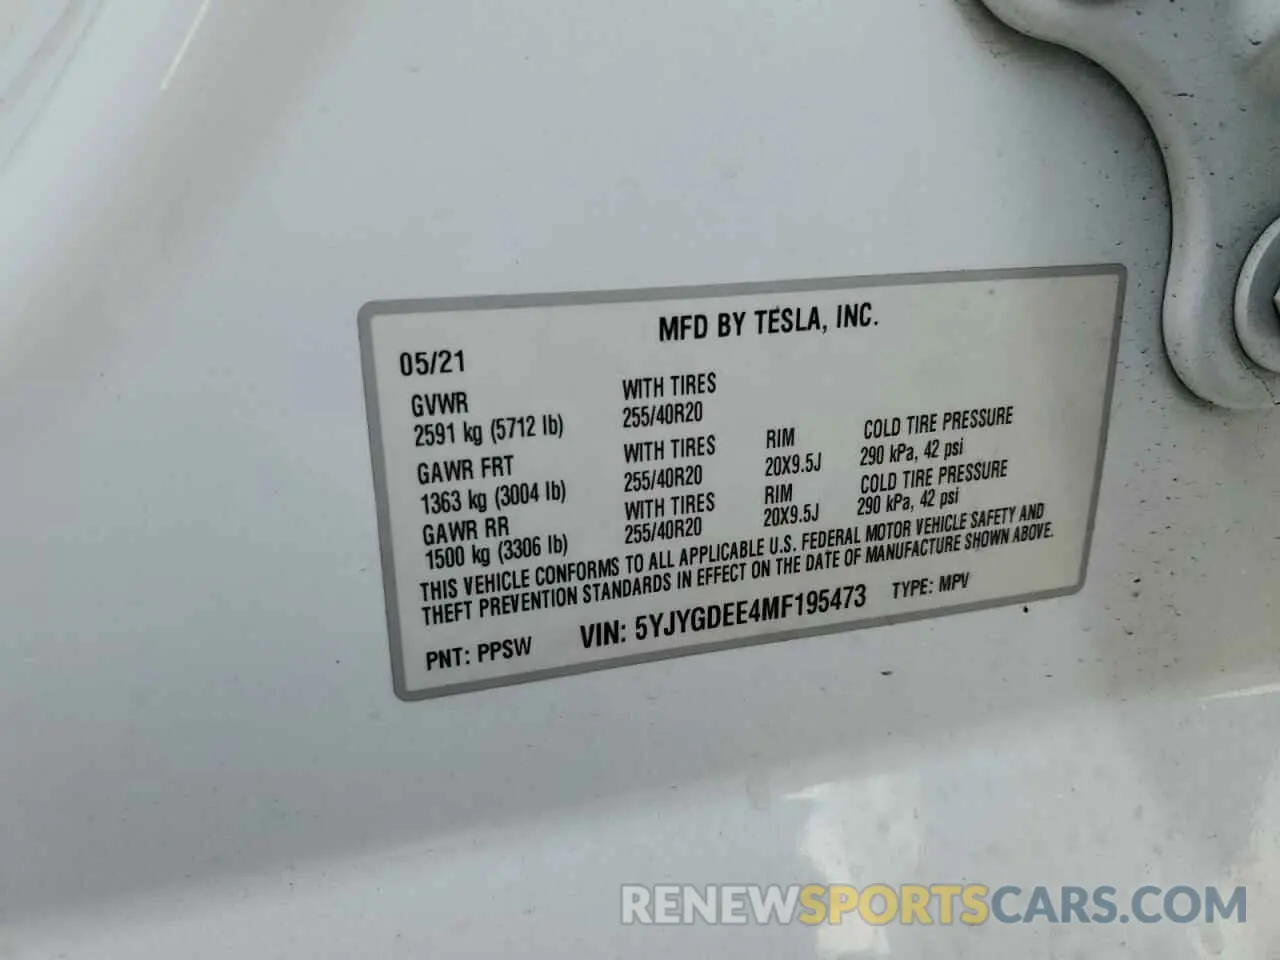 MFD BY TESLA, INC.
05/21
GVWR WITH TIRES
2591 kg (5712 lb) 255/40R20
GAWR FRT WITH TIRES RIM COLD TIRE PRESSURE
1363 kg (3004 lb) 255/40R20 20X9.5J 290 kPa, 42 psi
GAWR RR WITH TIRES RIM COLD TIRE PRESSURE
1500 kg (3306 lb) 255/40R20 20X9.5J 290 kPa, 42 psi
THIS VEHICLE CONFORMS TO ALL APPLICABLE U.S. FEDERAL MOTOR VEHICLE SAFETY AND
THEFT PREVENTION STANDARDS IN EFFECT ON THE DATE OF MANUFACTURE SHOWN ABOVE.
PNT: PPSW VIN: 5YJYGDEE4MF195473 TYPE: MPV
RENEWSPORTSCARS.COM